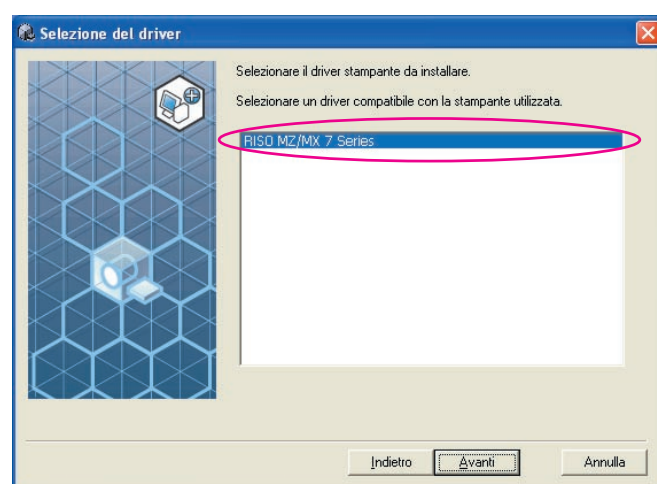 Selezione del driver
Selezionare il driver stampante da installare.
Selezionare un driver compatibile con la stampante utilizzata.
RISO MZ/MX 7 Series
Indietro
Avanti
Annulla